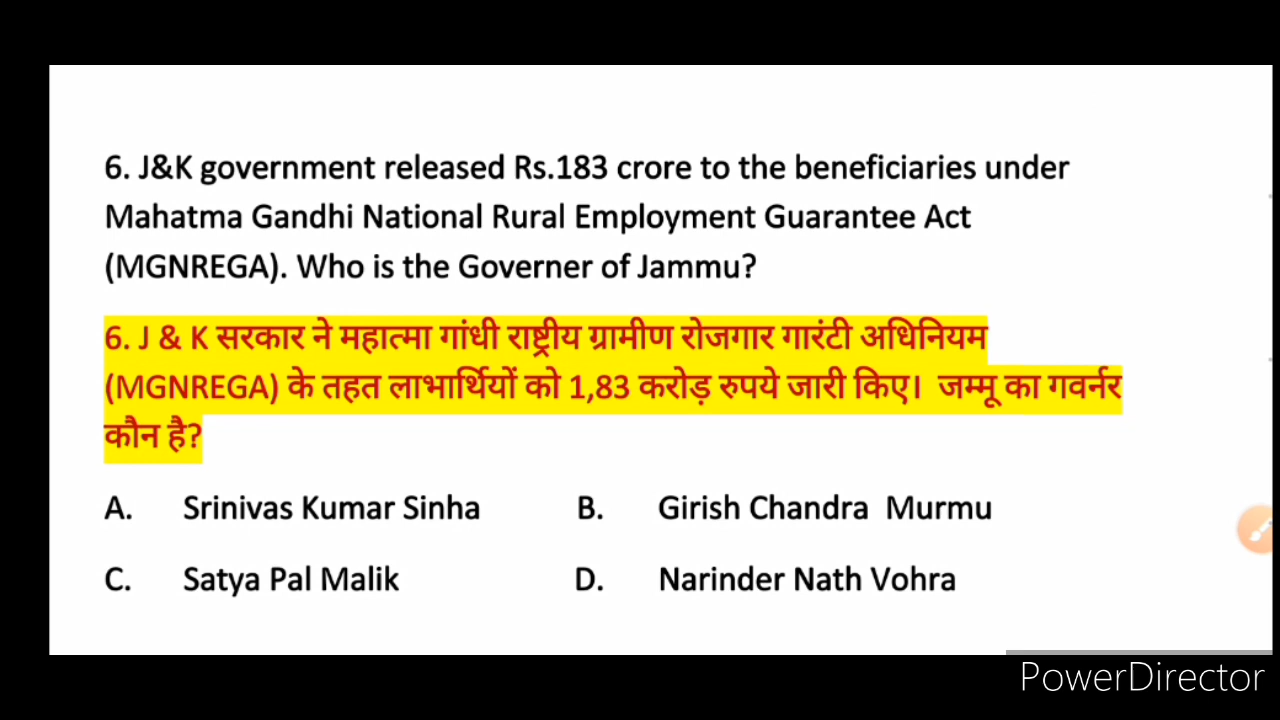 6. J&K government released Rs.183 crore to the beneficiaries under
Mahatma Gandhi National Rural Employment Guarantee Act
(MGNREGA). Who is the Governer of Jammu?
6. J & K सरकार ने महात्मा गांधी राष्ट्रीय ग्रामीण रोजगार गारंटी अधिनियम
(MGNREGA) के तहत लाभार्थियों को 1,83 करोड़ रुपये जारी किए। जम्मू का गवर्नर
कौन है?
A. Srinivas Kumar Sinha B. Girish Chandra Murmu
C. Satya Pal Malik D. Narinder Nath Vohra
PowerDirector